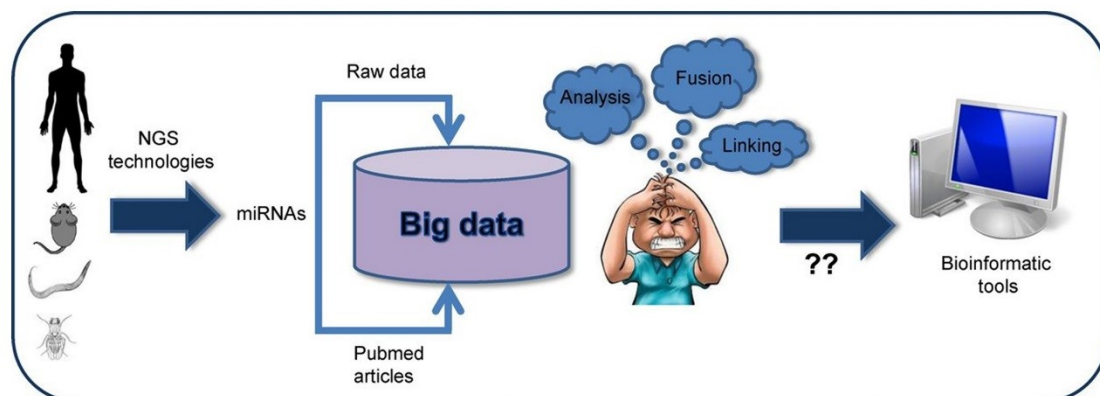 NGS
technologies
miRNAs
Raw data
Big data
Pubmed
articles
Analysis
Fusion
Linking
??
Bioinformatic
tools